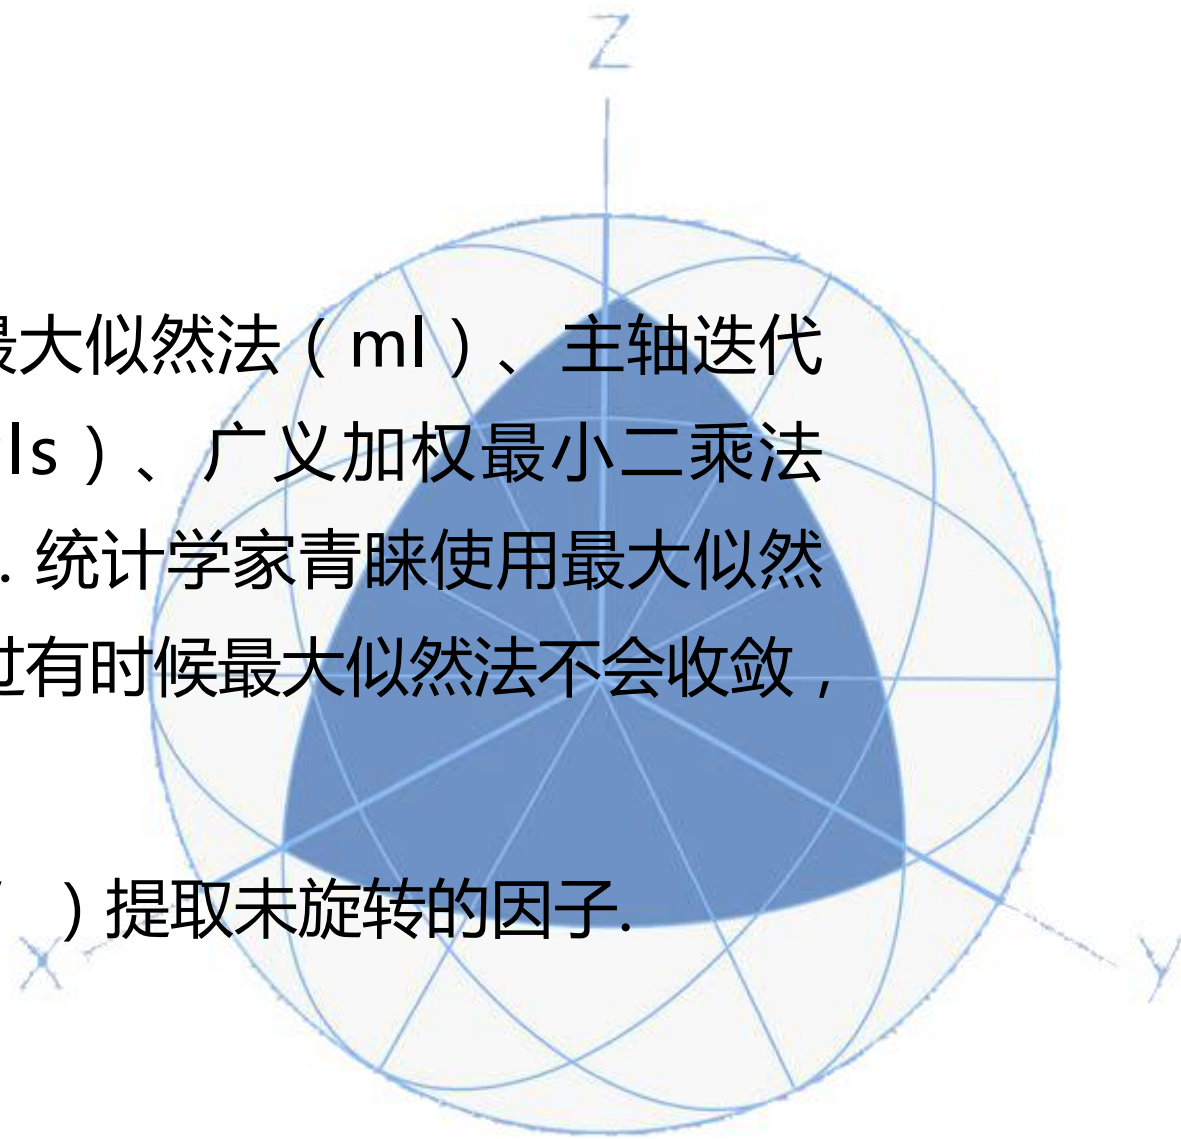 Z
最大似然法（ml）、主轴迭代
ls）、广义加权最小二乘法
. 统计学家青睐使用最大似然
过有时候最大似然法不会收敛，
（ ）提取未旋转的因子.
X
Y